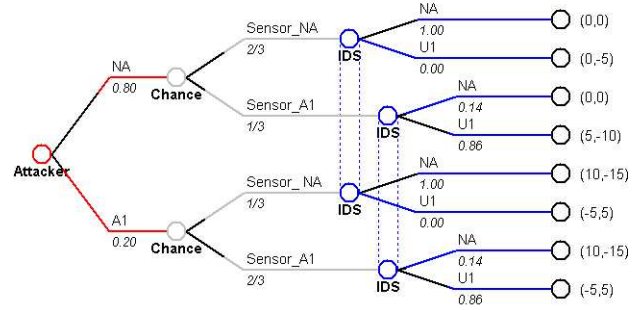 Sensor_NA
2/3
IDS
NA
1.00
(0,0)
U1
0.00
(0,-5)
NA
0.80
Chance
Sensor_A1
1/3
IDS
NA
0.14
(0,0)
U1
0.86
(5,-10)
Attacker
Sensor_NA
1/3
IDS
NA
1.00
(10,-15)
U1
0.00
(-5,5)
A1
0.20
Chance
Sensor_A1
2/3
IDS
NA
0.14
(10,-15)
U1
0.86
(-5,5)